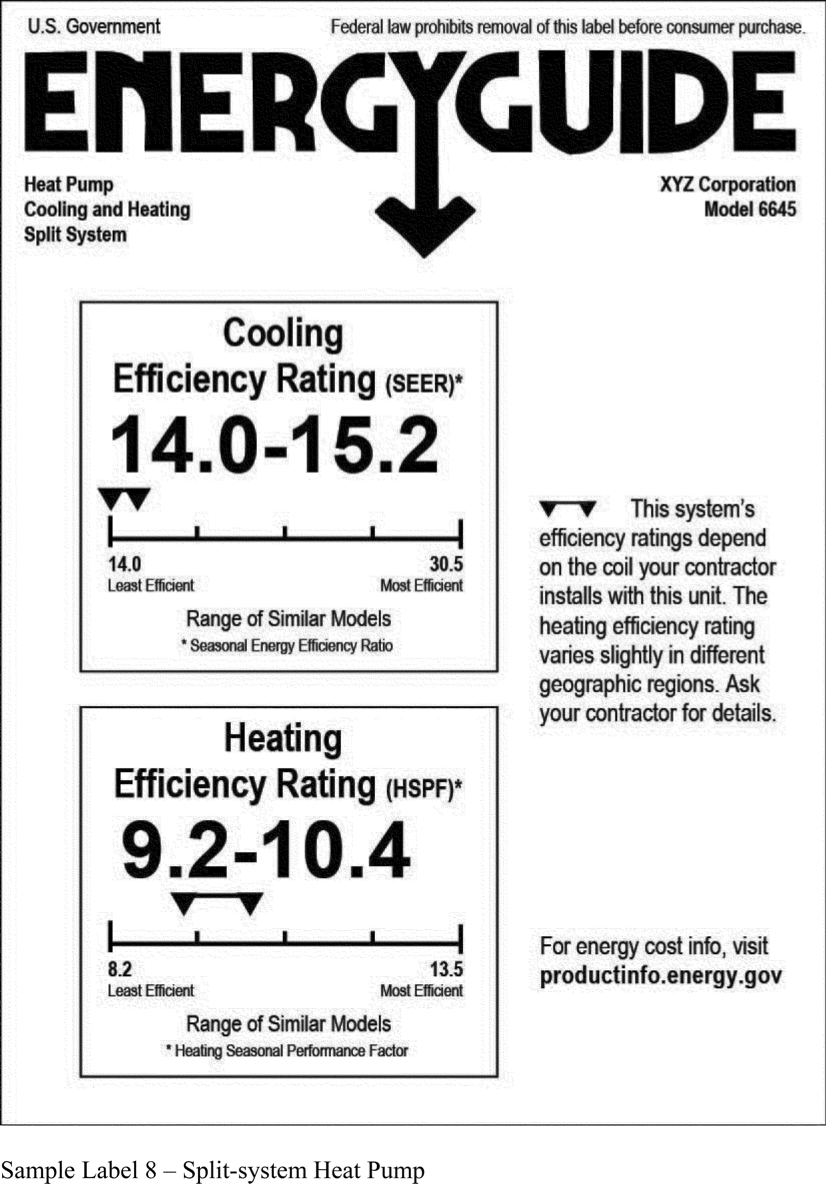 U.S. Government
Federal law prohibits removal of this label before consumer purchase.
ENERGYGUIDE
Heat Pump
Cooling and Heating
Split System
XYZ Corporation
Model 6645
Cooling
Efficiency Rating (SEER)*
14.0-15.2
14.0
30.5
Least Efficient
Most Efficient
Range of Similar Models
* Seasonal Energy Efficiency Ratio
This system's
efficiency ratings depend
on the coil your contractor
installs with this unit. The
heating efficiency rating
varies slightly in different
geographic regions. Ask
your contractor for details.
Heating
Efficiency Rating (HSPF)*
9.2-10.4
8.2
13.5
Least Efficient
Most Efficient
Range of Similar Models
* Heating Seasonal Performance Factor
For energy cost info, visit
productinfo.energy.gov
Sample Label 8 – Split-system Heat Pump